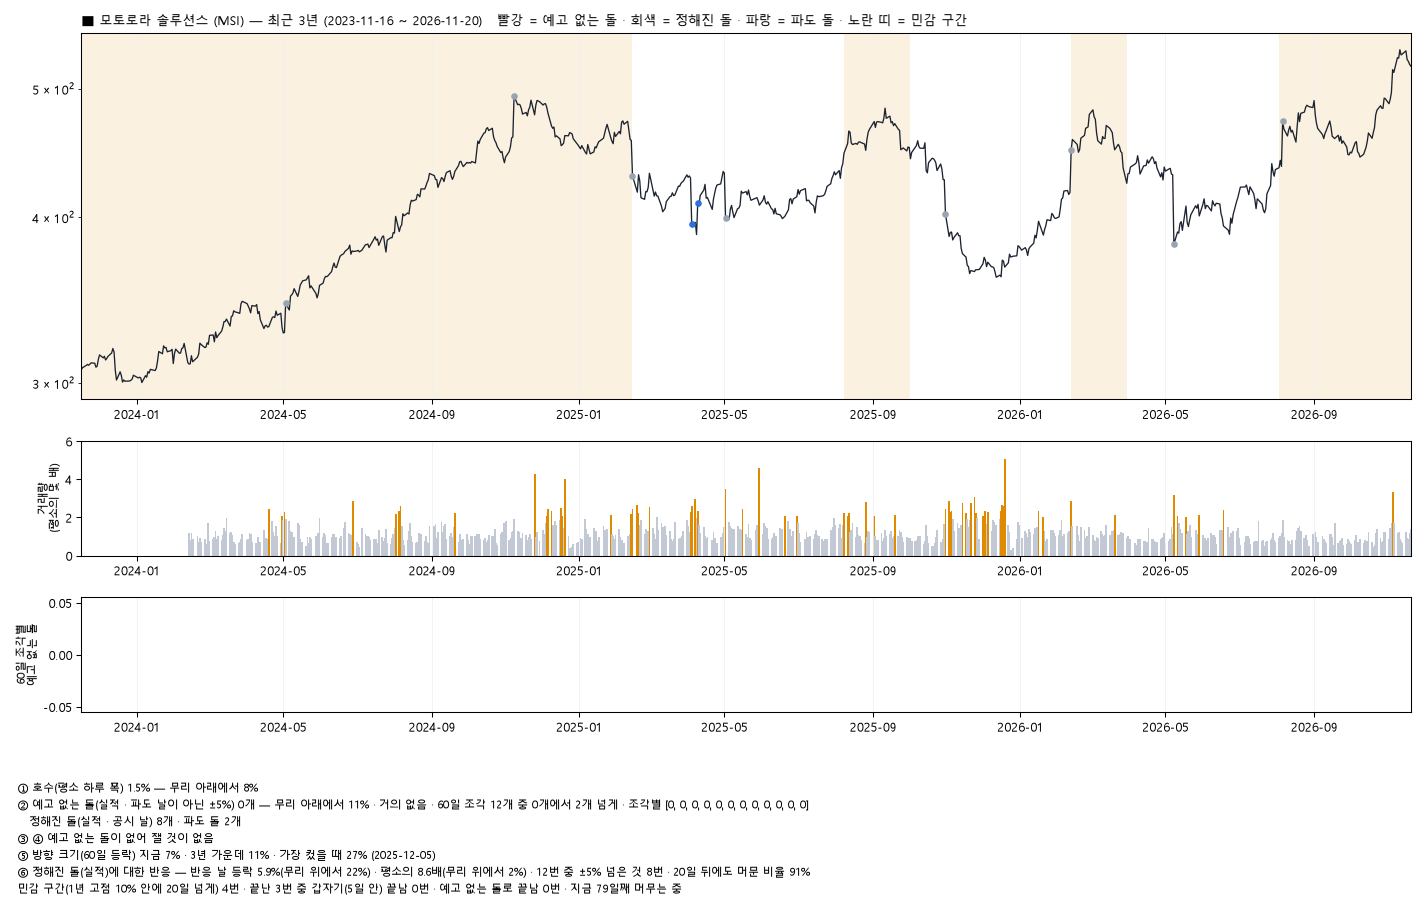 ■ 모토로라 솔루션스 (MSI) — 최근 3년 (2023-11-16 ~ 2026-11-20)    빨강 = 예고 없는 돌 · 회색 = 정해진 돌 · 파랑 = 파도 돌 · 노란 띠 = 민감 구간
5 × 10²
4 × 10²
3 × 10²
2024-01 2024-05 2024-09 2025-01 2025-05 2025-09 2026-01 2026-05 2026-09
거래량
(평소의 몇 배)
6
4
2
0
2024-01 2024-05 2024-09 2025-01 2025-05 2025-09 2026-01 2026-05 2026-09
60일 조각별
예고 없는 돌
0.05
0.00
-0.05
2024-01 2024-05 2024-09 2025-01 2025-05 2025-09 2026-01 2026-05 2026-09
① 호수(평소 하루 폭) 1.5% — 무리 아래에서 8%
② 예고 없는 돌(실적 · 파도 날이 아닌 ±5%) 0개 — 무리 아래에서 11% · 거의 없음 · 60일 조각 12개 중 0개에서 2개 넘게 · 조각별 [0, 0, 0, 0, 0, 0, 0, 0, 0, 0, 0, 0]
정해진 돌(실적 · 공시 날) 8개 · 파도 돌 2개
③ ④ 예고 없는 돌이 없어 잴 것이 없음
⑤ 방향 크기(60일 등락) 지금 7% · 3년 가운데 11% · 가장 컸을 때 27% (2025-12-05)
⑥ 정해진 돌(실적)에 대한 반응 — 반응 날 등락 5.9%(무리 위에서 22%) · 평소의 8.6배(무리 위에서 2%) · 12번 중 ±5% 넘은 것 8번 · 20일 뒤에도 머문 비율 91%
민감 구간(1년 고점 10% 안에 20일 넘게) 4번 · 끝난 3번 중 갑자기(5일 안) 끝남 0번 · 예고 없는 돌로 끝남 0번 · 지금 79일째 머무는 중